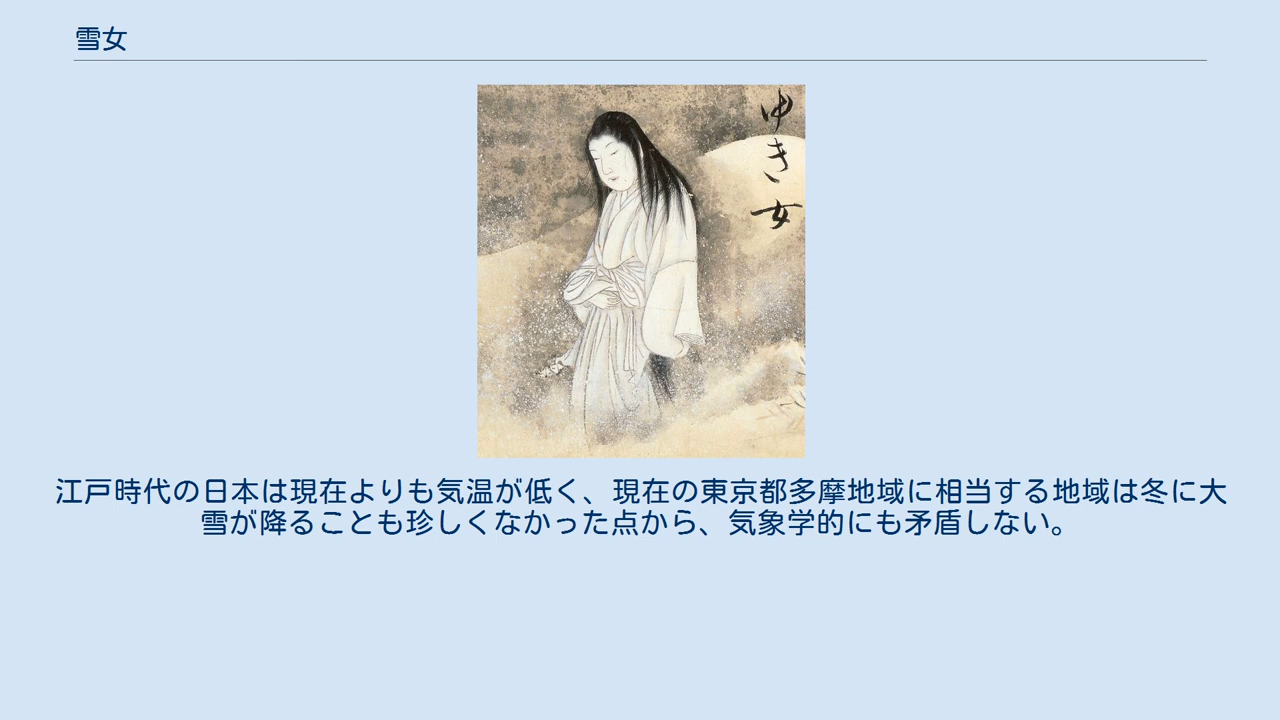 雪女
ゆき女
江戸時代の日本は現在よりも気温が低く、現在の東京都多摩地域に相当する地域は冬に大
雪が降ることも珍しくなかった点から、気象学的にも矛盾しない。